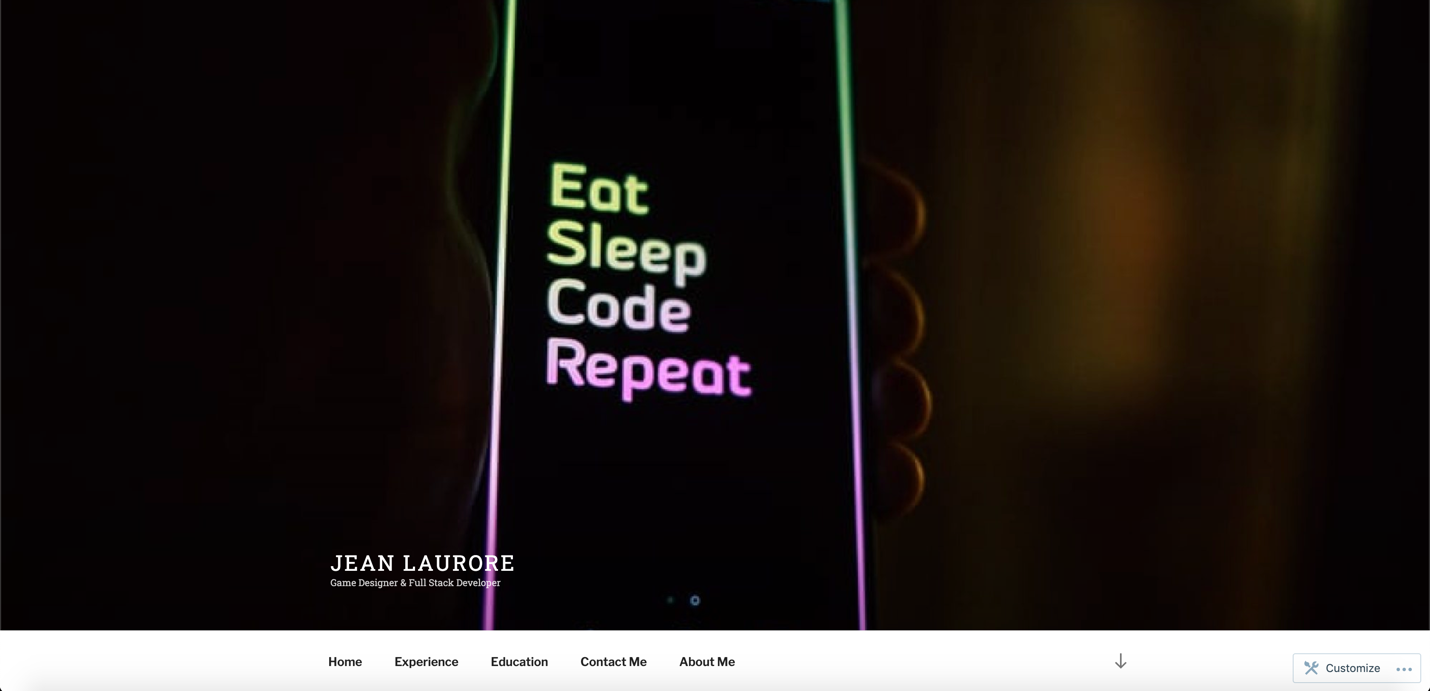 Eat
Sleep
Code
Repeat
JEAN LAURORE
Game Designer & Full Stack Developer
Home Experience Education Contact Me About Me
Customize